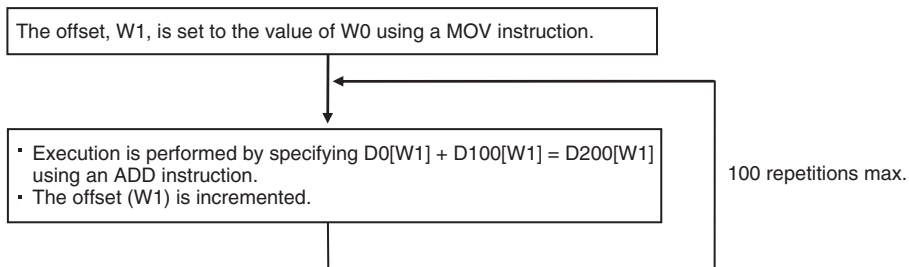 The offset, W1, is set to the value of W0 using a MOV instruction.
▪ Execution is performed by specifying D0[W1] + D100[W1] = D200[W1]
using an ADD instruction.
▪ The offset (W1) is incremented.
100 repetitions max.